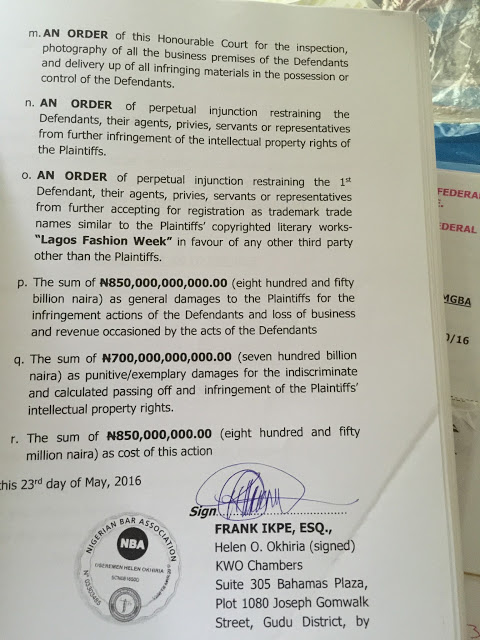 m. AN ORDER of this Honourable Court for the inspection,
photography of all the business premises of the Defendants
and delivery up of all infringing materials in the possession or
control of the Defendants.
n. AN ORDER of perpetual injunction restraining the
Defendants, their agents, privies, servants or representatives
from further infringement of the intellectual property rights of
the Plaintiffs.
o. AN ORDER of perpetual injunction restraining the 1st
Defendant, their agents, privies, servants or representatives
from further accepting for registration as trademark trade
names similar to the Plaintiffs' copyrighted literary works-
"Lagos Fashion Week" in favour of any other third party
other than the Plaintiffs.
p. The sum of ₦850,000,000,000.00 (eight hundred and fifty
billion naira) as general damages to the Plaintiffs for the
infringement actions of the Defendants and loss of business
and revenue occasioned by the acts of the Defendants
q. The sum of ₦700,000,000,000.00 (seven hundred billion
naira) as punitive/exemplary damages for the indiscriminate
and calculated passing off and infringement of the Plaintiffs'
intellectual property rights.
r. The sum of ₦850,000,000.00 (eight hundred and fifty
million naira) as cost of this action
this 23rd day of May, 2016
Sign
FRANK IKPE, ESQ.,
Helen O. Okhiria (signed)
KWO Chambers
Suite 305 Bahamas Plaza,
Plot 1080 Joseph Gomwalk
Street, Gudu District, by
NIGERIAN BAR ASSOCIATION
NBA
HELEN OKHIRIA
FEDERAL
E.
EDERAL
MGBA
/16